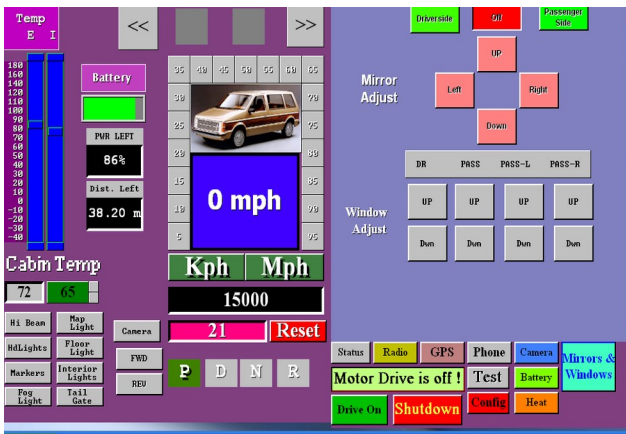 Temp
E I
<<
>>
180
160
140
120
110
100
90
80
70
60
50
40
30
20
10
0
-10
-20
-30
-40
Battery
PWR LEFT
86%
Dist. Left
38.20 m
35 40 45 50 55 60 65
30 70
25 75
20 80
15 85
10 90
5 95
0 mph
Kph Mph
15000
21 Reset
Cabin Temp
72 65
Hi Beam
Map Light
HdLights
Floor Light
Markers
Interior Lights
Fog Light
Tail Gate
Camera
FWD
REV
P D N R
Driverside
Off
Passenger Side
Mirror Adjust
UP
Left
Right
Down
DR PASS PASS-L PASS-R
Window Adjust
UP UP UP UP
Dwn Dwn Dwn Dwn
Status Radio GPS Phone Camera
Mirrors & Windows
Motor Drive is off ! Test Battery
Drive On Shutdown Config Heat